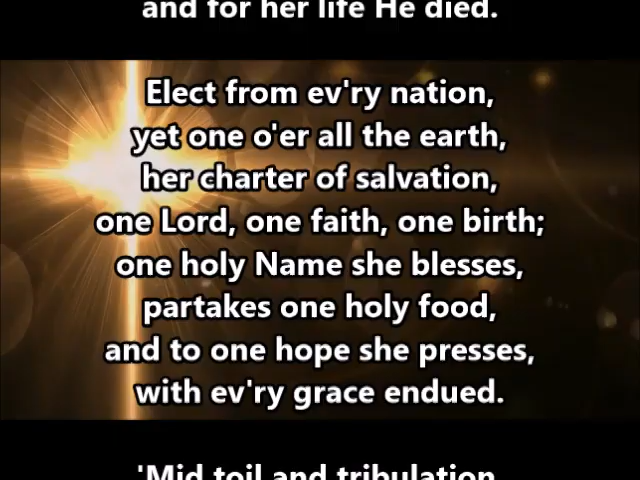 and for her life He died.
Elect from ev'ry nation,
yet one o'er all the earth,
her charter of salvation,
one Lord, one faith, one birth;
one holy Name she blesses,
partakes one holy food,
and to one hope she presses,
with ev'ry grace endued.
'Mid toil and tribulation